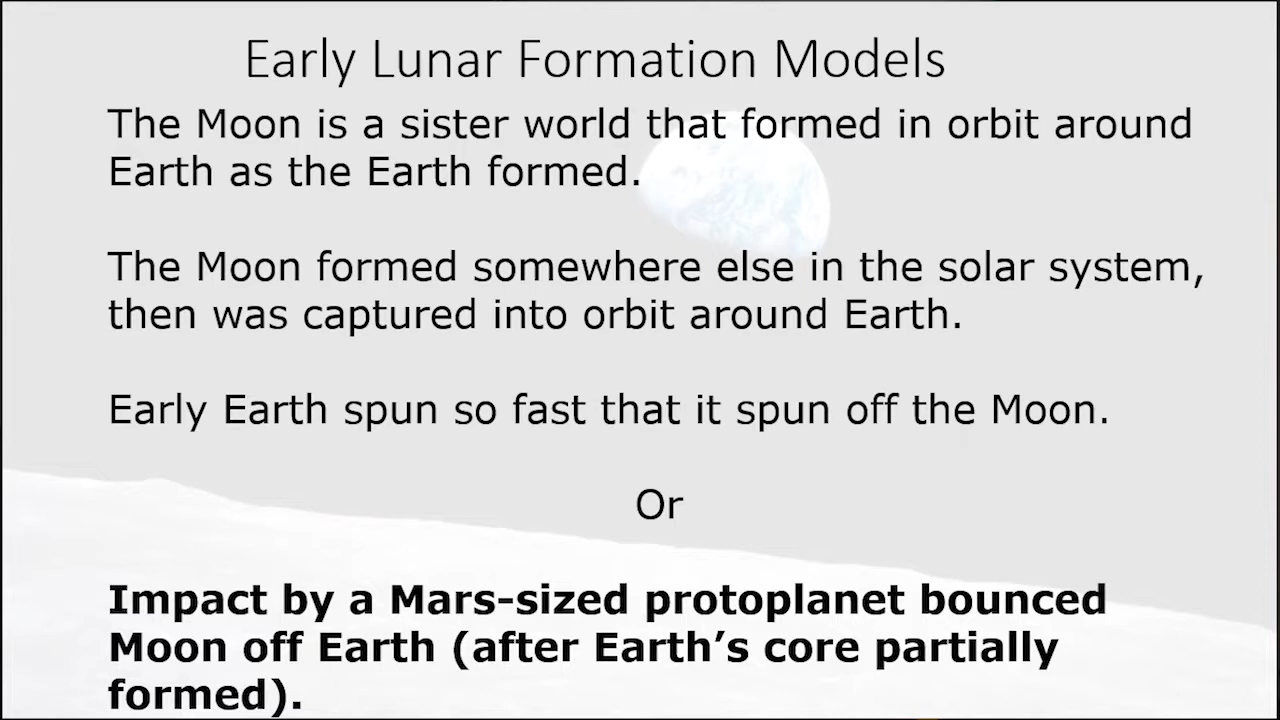 Early Lunar Formation Models
The Moon is a sister world that formed in orbit around
Earth as the Earth formed.
The Moon formed somewhere else in the solar system,
then was captured into orbit around Earth.
Early Earth spun so fast that it spun off the Moon.
Or
Impact by a Mars-sized protoplanet bounced
Moon off Earth (after Earth’s core partially
formed).